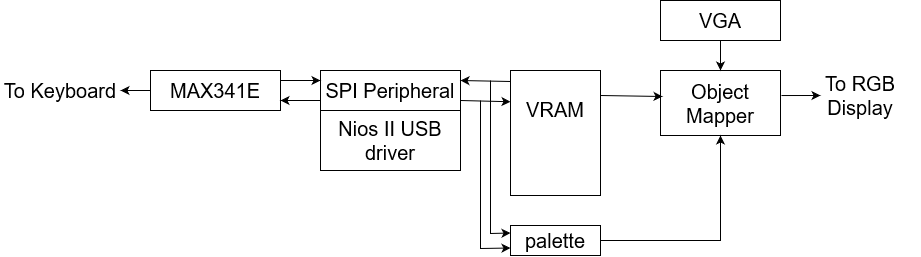 VGA
To Keyboard
MAX341E
SPI Peripheral
Nios II USB
driver
VRAM
Object
Mapper
To RGB
Display
palette